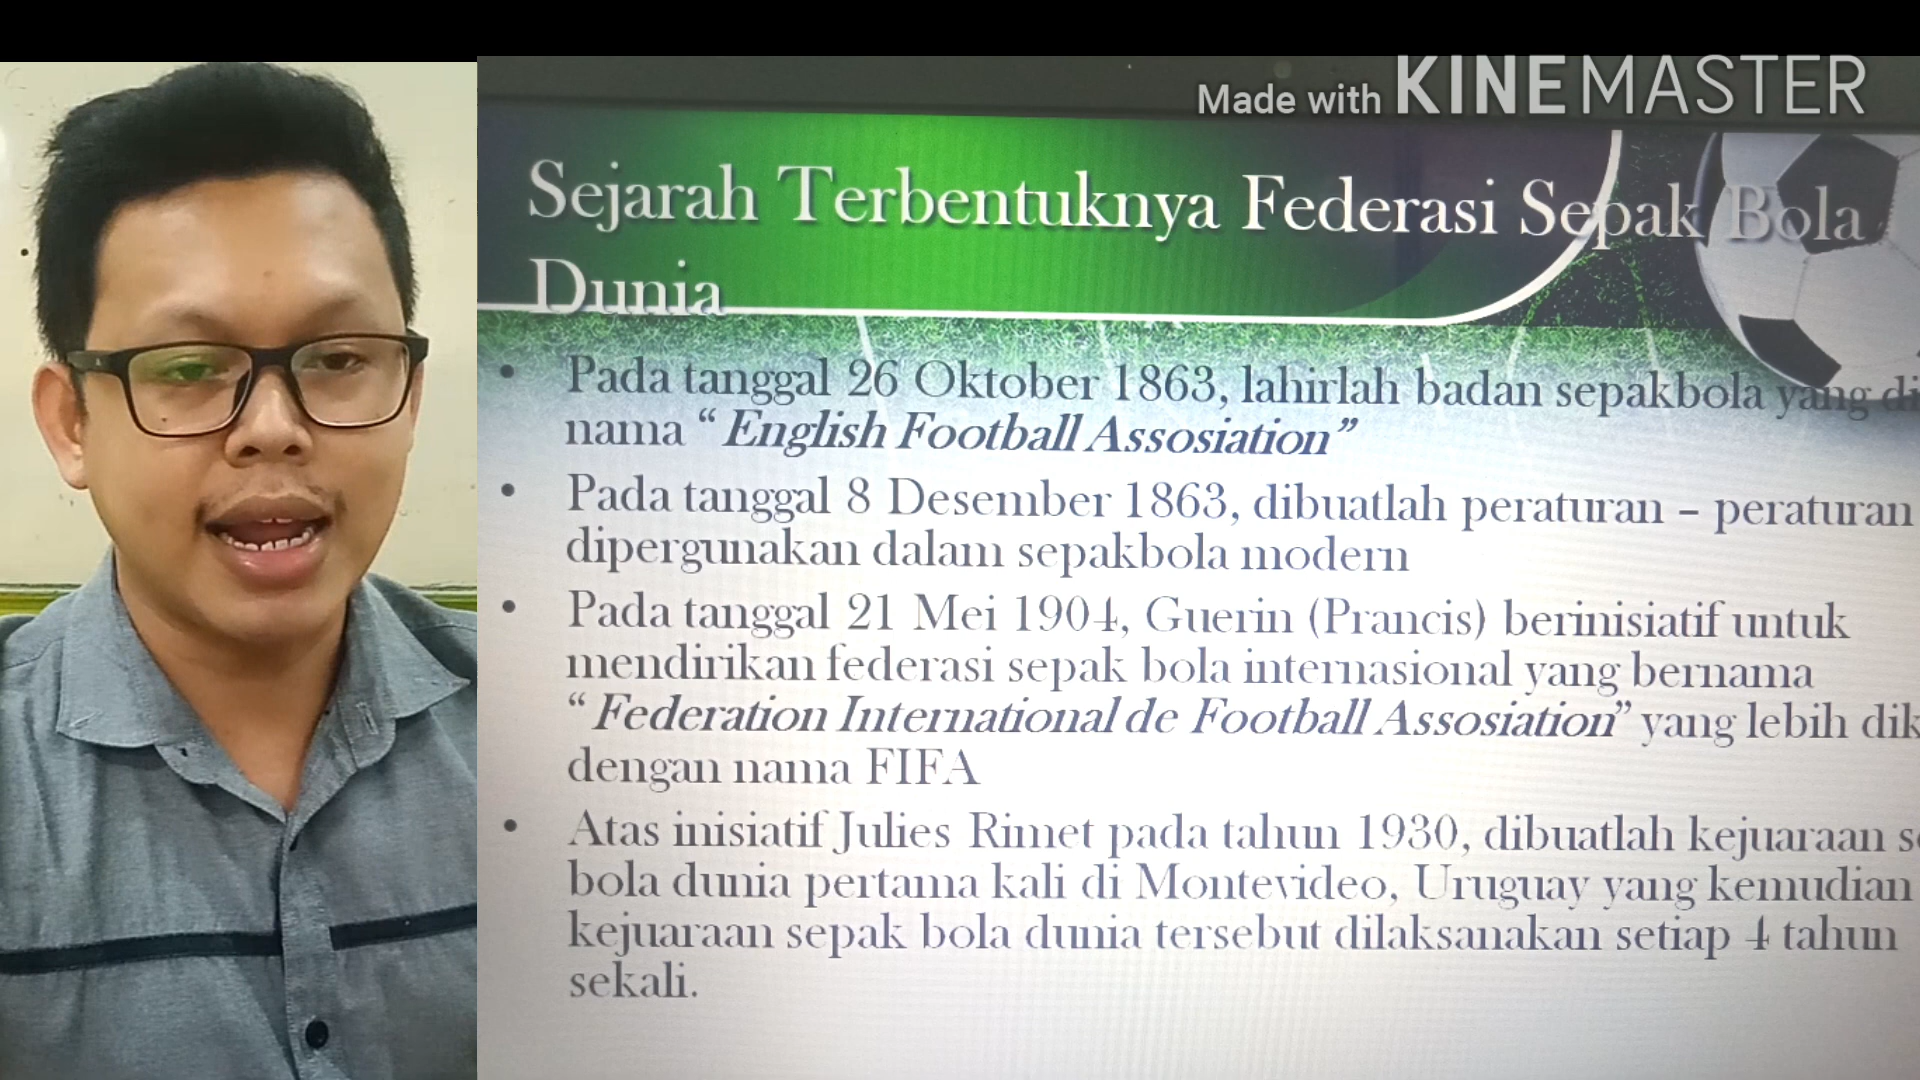 Made with KINEMASTER
Sejarah Terbentuknya Federasi Sepak Bola
Dunia
• Pada tanggal 26 Oktober 1863, lahirlah badan sepakbola yang di
nama “English Football Assosiation”
• Pada tanggal 8 Desember 1863, dibuatlah peraturan – peraturan
dipergunakan dalam sepakbola modern
• Pada tanggal 21 Mei 1904, Guerin (Prancis) berinisiatif untuk
mendirikan federasi sepak bola internasional yang bernama
“Federation International de Football Assosiation” yang lebih dik
dengan nama FIFA
• Atas inisiatif Julies Rimet pada tahun 1930, dibuatlah kejuaraan se
bola dunia pertama kali di Montevideo, Uruguay yang kemudian
kejuaraan sepak bola dunia tersebut dilaksanakan setiap 4 tahun
sekali.